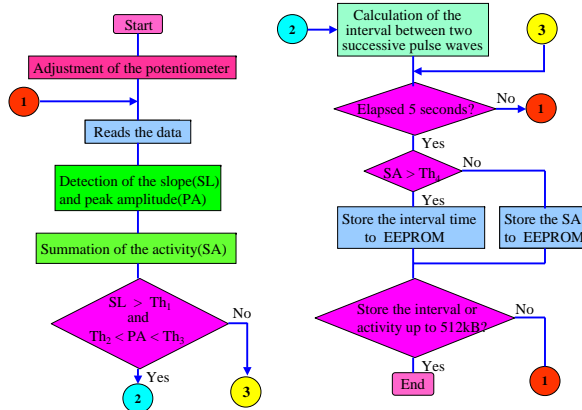 Start
Adjustment of the potentiometer
1
Reads the data
Detection of the slope(SL)
and peak amplitude(PA)
Summation of the activity(SA)
SL > Th1
and
Th2 < PA < Th3
No
Yes
2
3
2
Calculation of the
interval between two
successive pulse waves
3
Elapsed 5 seconds?
No
1
Yes
SA > Th4
No
Yes
Store the interval time
to EEPROM
Store the SA
to EEPROM
Store the interval or
activity up to 512kB?
No
Yes
End
1